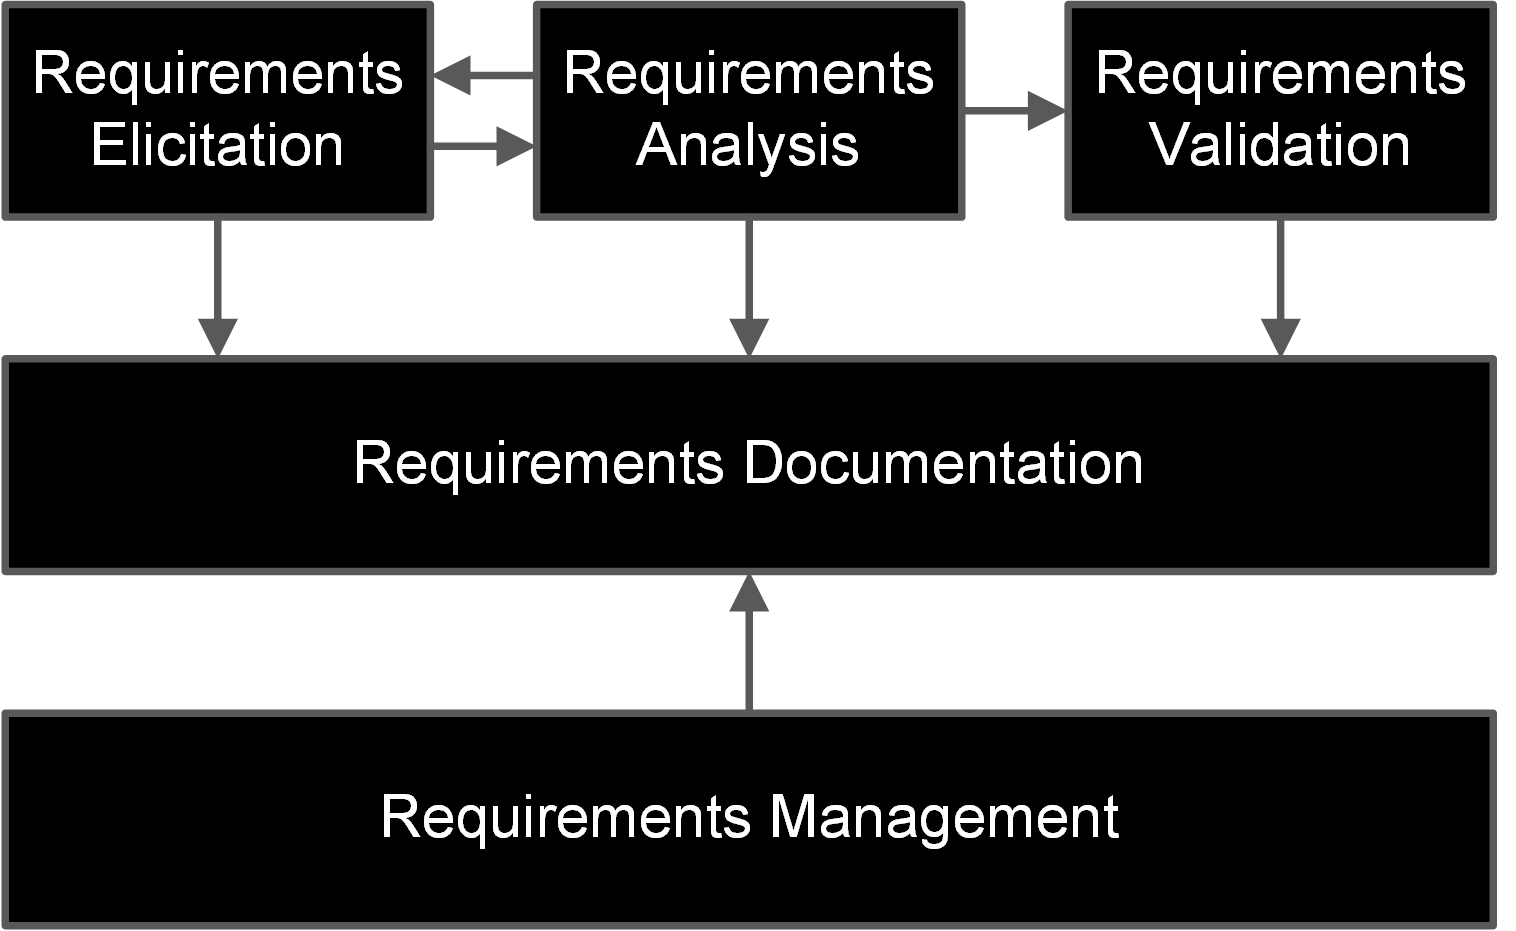 Requirements
Elicitation
Requirements
Analysis
Requirements
Validation
Requirements Documentation
Requirements Management